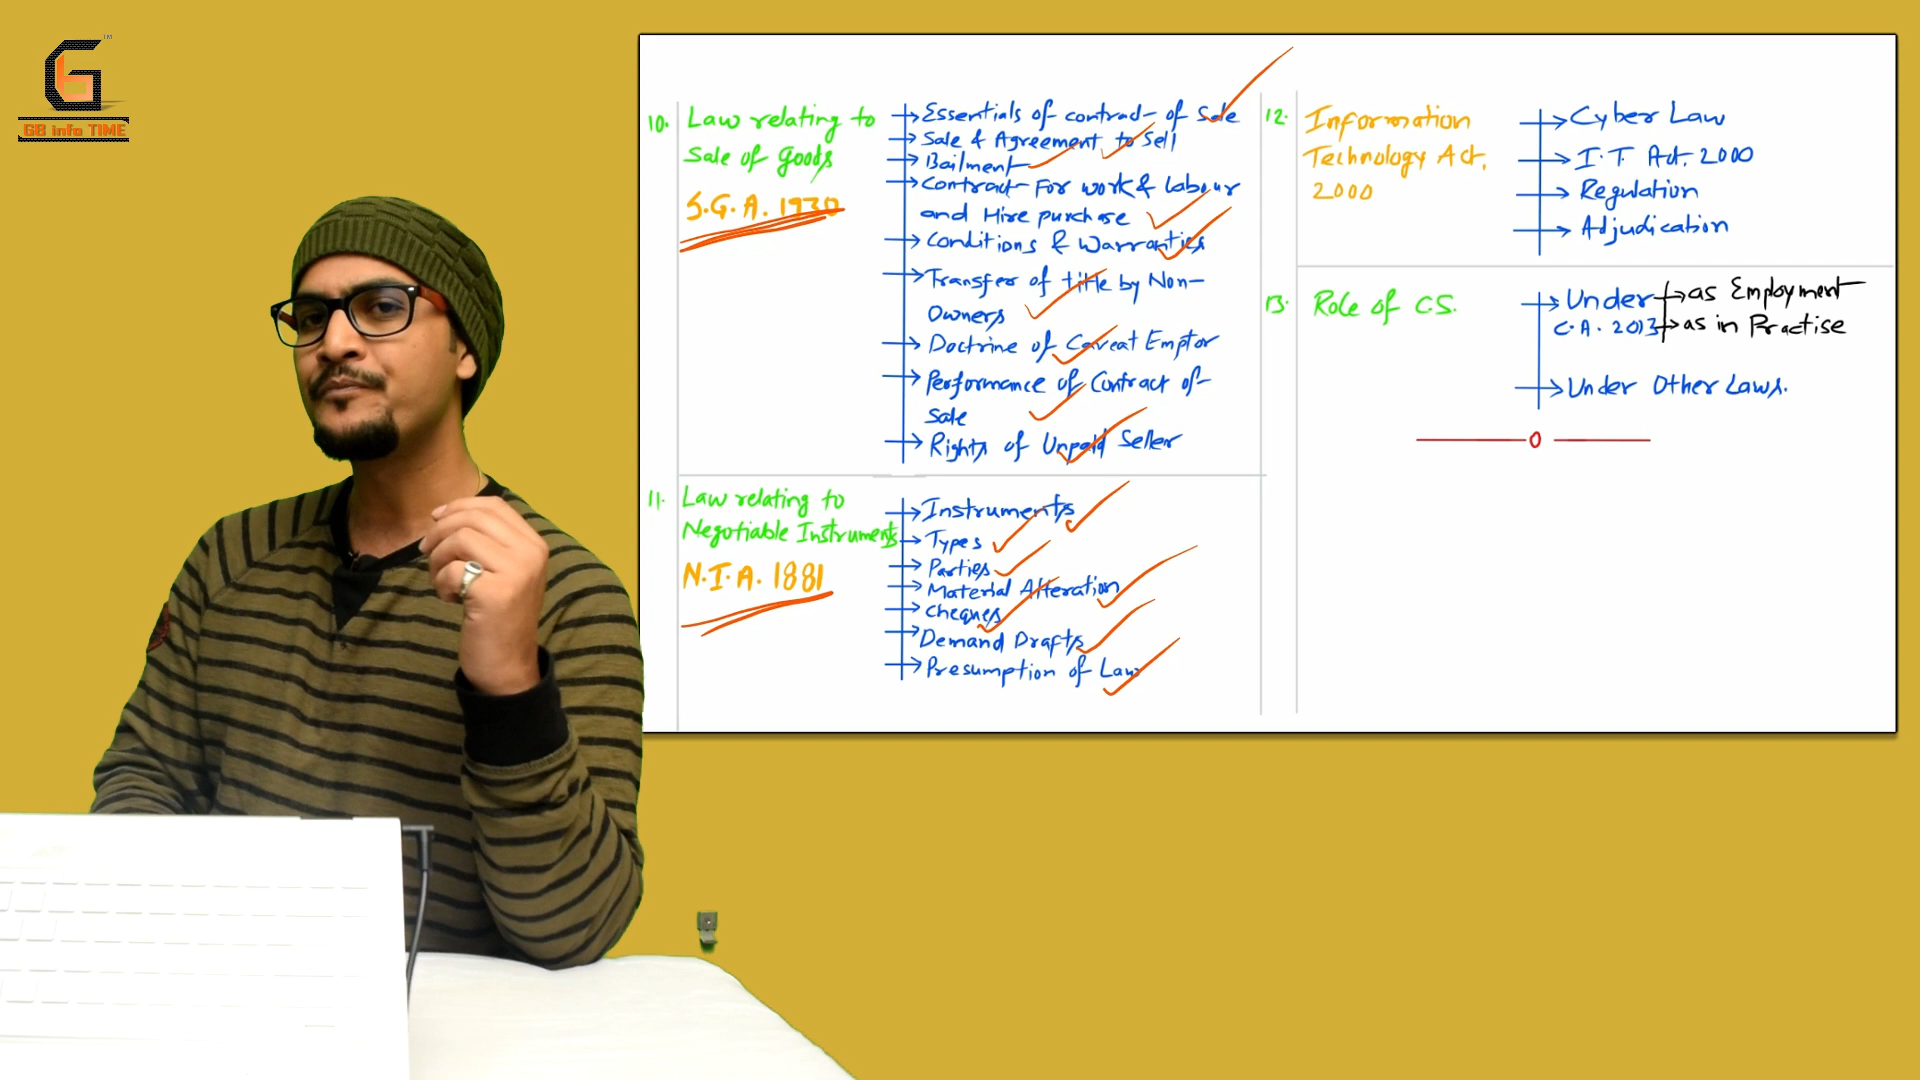 TM
GB info TIME
10. Law relating to
Sale of Goods
S.G.A. 1930
Essentials of contract of Sale
Sale & Agreement to Sell
Bailment
Contract For work & Labour
and Hire purchase
Conditions & Warranties
Transfer of title by Non-
Owners
Doctrine of Caveat Emptor
Performance of Contract of
Sale
Rights of Unpaid Seller
11. Law relating to
Negotiable Instruments
N.I.A. 1881
Instruments
Types
Parties
Material Alteration
Cheques
Demand Drafts
Presumption of Law
12. Information
Technology Act,
2000
Cyber Law
I.T. Act, 2000
Regulation
Adjudication
13. Role of C.S.
Under
C.A. 2013
as Employment
as in Practise
Under Other Laws.